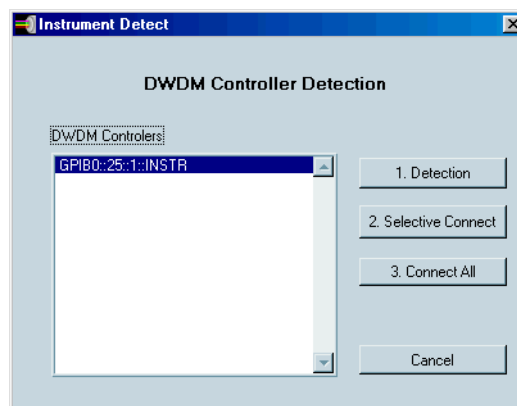 Instrument Detect
DWDM Controller Detection
DWDM Controlers
GPIB0::25::1::INSTR
1. Detection
2. Selective Connect
3. Connect All
Cancel